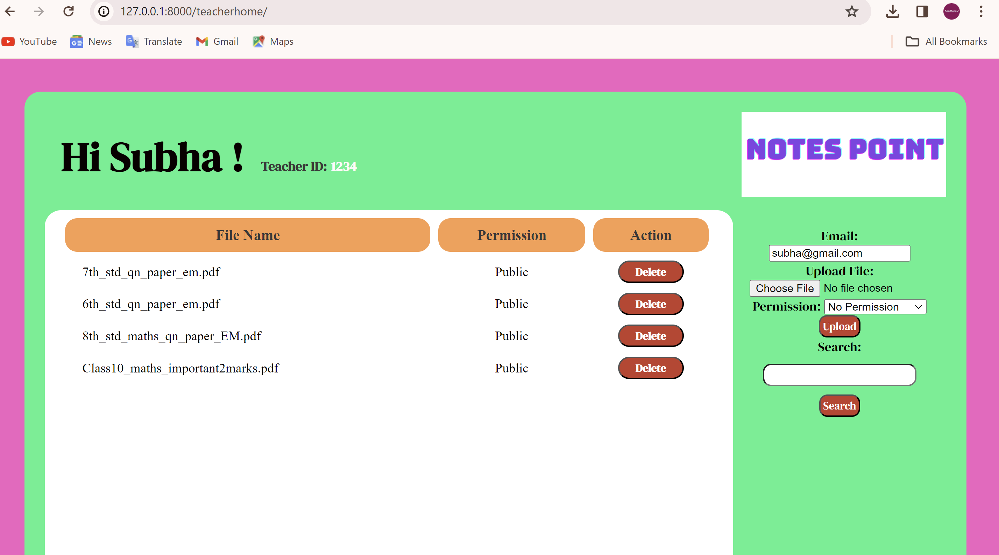 127.0.0.1:8000/teacherhome/
YouTube News Translate Gmail Maps All Bookmarks
NOTES POINT
Hi Subha ! Teacher ID: 1234
File Name Permission Action
7th_std_qn_paper_em.pdf Public Delete
6th_std_qn_paper_em.pdf Public Delete
8th_std_maths_qn_paper_EM.pdf Public Delete
Class10_maths_important2marks.pdf Public Delete
Email:
subha@gmail.com
Upload File:
Choose File No file chosen
Permission: No Permission
Upload
Search:
Search